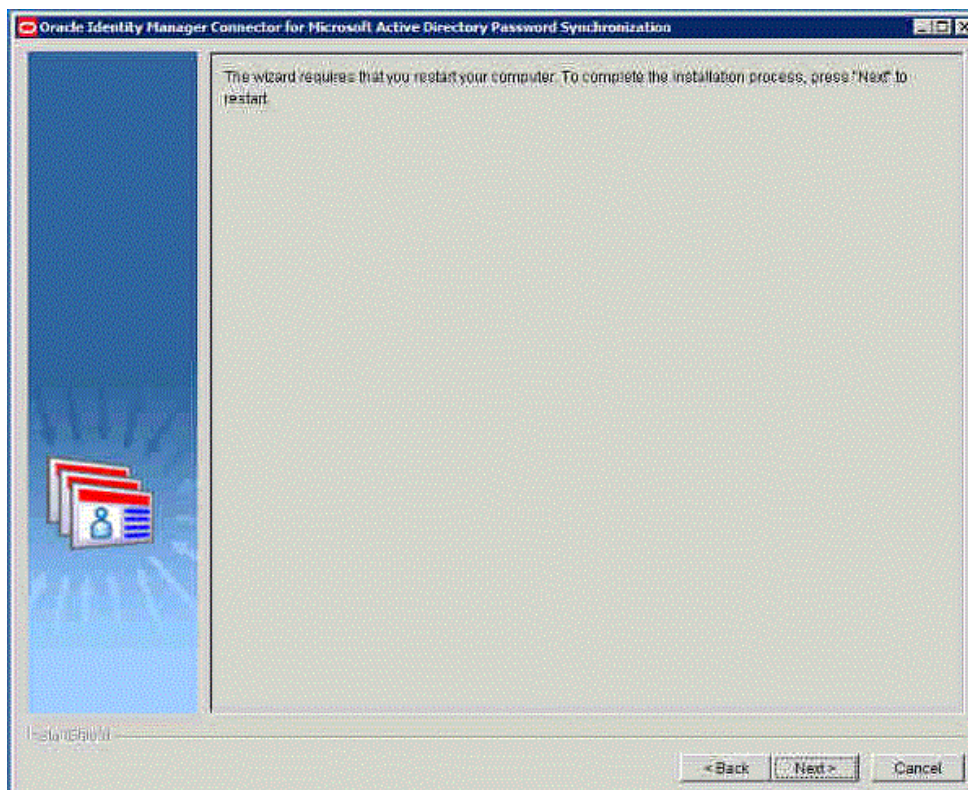 Oracle Identity Manager Connector for Microsoft Active Directory Password Synchronization
The wizard requires that you restart your computer. To complete the installation process, press "Next" to
restart.
InstallShield
< Back
Next >
Cancel